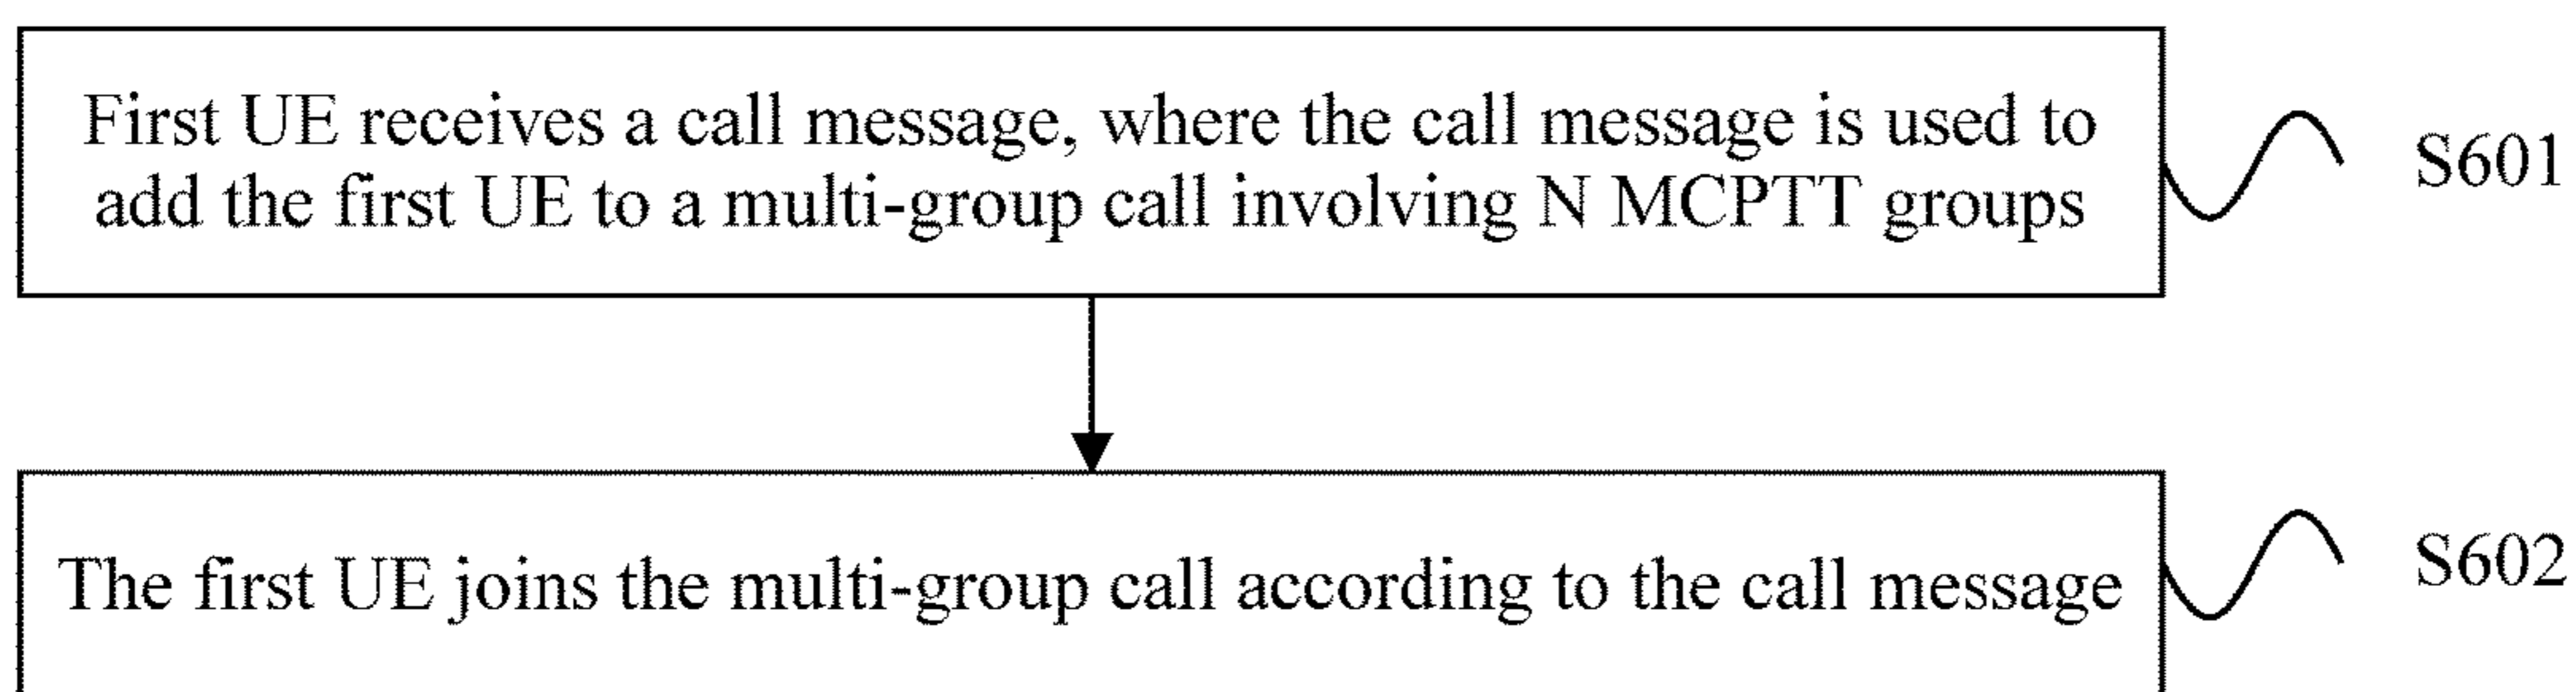 First UE receives a call message, where the call message is used to
add the first UE to a multi-group call involving N MCPTT groups
S601
The first UE joins the multi-group call according to the call message
S602